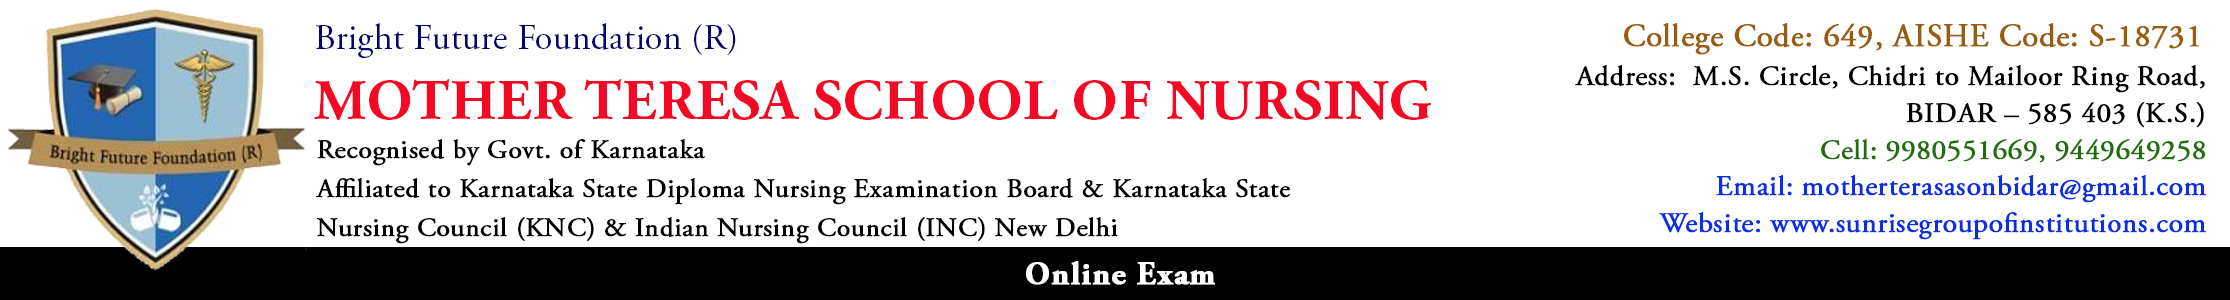 Bright Future Foundation (R)
Bright Future Foundation (R)
MOTHER TERESA SCHOOL OF NURSING
Recognised by Govt. of Karnataka
Affiliated to Karnataka State Diploma Nursing Examination Board & Karnataka State
Nursing Council (KNC) & Indian Nursing Council (INC) New Delhi
College Code: 649, AISHE Code: S-18731
Address: M.S. Circle, Chidri to Mailoor Ring Road,
BIDAR – 585 403 (K.S.)
Cell: 9980551669, 9449649258
Email: motherterasasonbidar@gmail.com
Website: www.sunrisegroupofinstitutions.com
Online Exam